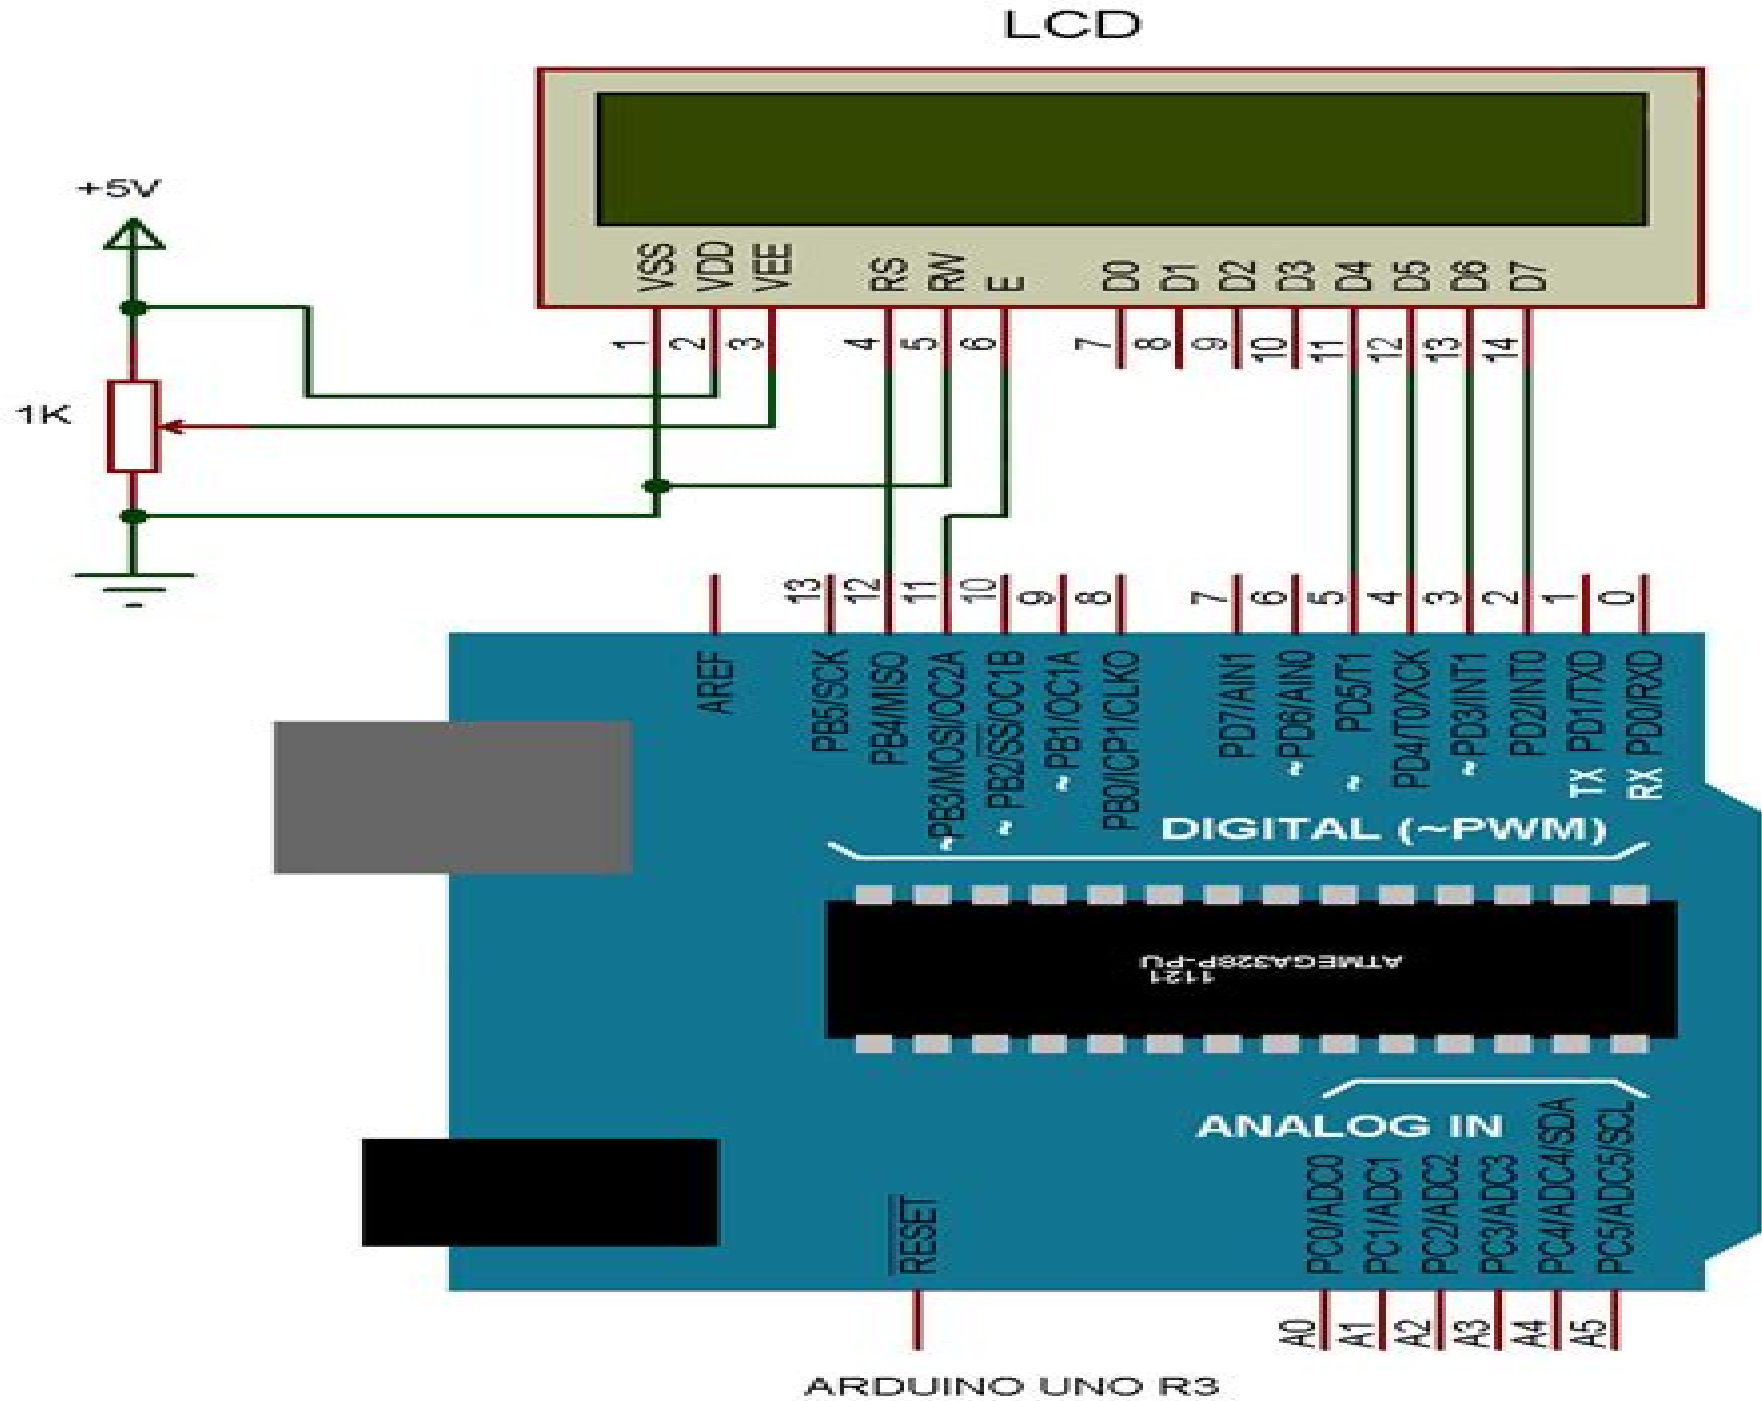 LCD
+5V
1K
VSS VDD VEE RS RW E D0 D1 D2 D3 D4 D5 D6 D7
1 2 3 4 5 6 7 8 9 10 11 12 13 14
13 12 11 10 9 8 7 6 5 4 3 2 1 0
AREF
PB5/SCK
PB4/MISO
~PB3/MOSI/OC2A
~PB2/SS/OC1B
~PB1/OC1A
PB0/ICP1/CLKO
PD7/AIN1
~PD6/AIN0
~PD5/T1
PD4/T0/XCK
~PD3/INT1
PD2/INT0
TX PD1/TXD
RX PD0/RXD
DIGITAL (~PWM)
ATMEGA328P-PU
1121
ANALOG IN
RESET
PC0/ADC0
PC1/ADC1
PC2/ADC2
PC3/ADC3
PC4/ADC4/SDA
PC5/ADC5/SCL
A0 A1 A2 A3 A4 A5
ARDUINO UNO R3